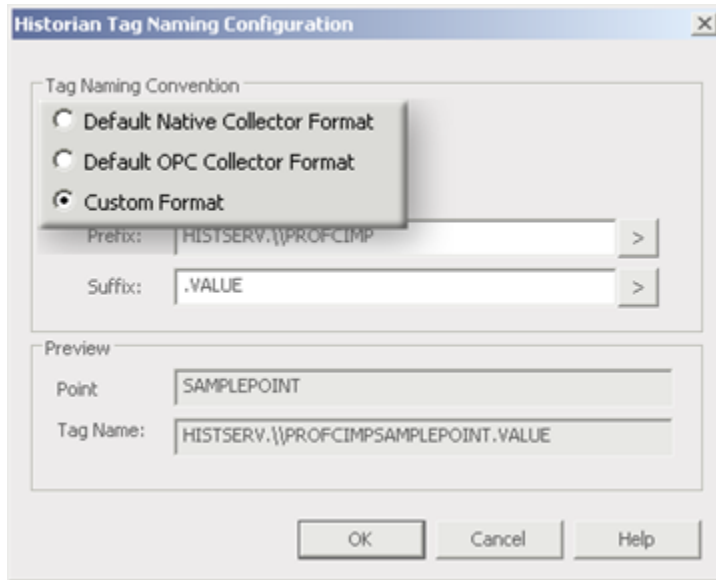 Historian Tag Naming Configuration
Tag Naming Convention
Default Native Collector Format
Default OPC Collector Format
Custom Format
Prefix: HISTSERV.\\PROFCIMP >
Suffix: .VALUE >
Preview
Point SAMPLEPOINT
Tag Name: HISTSERV.\\PROFCIMPSAMPLEPOINT.VALUE
OK Cancel Help